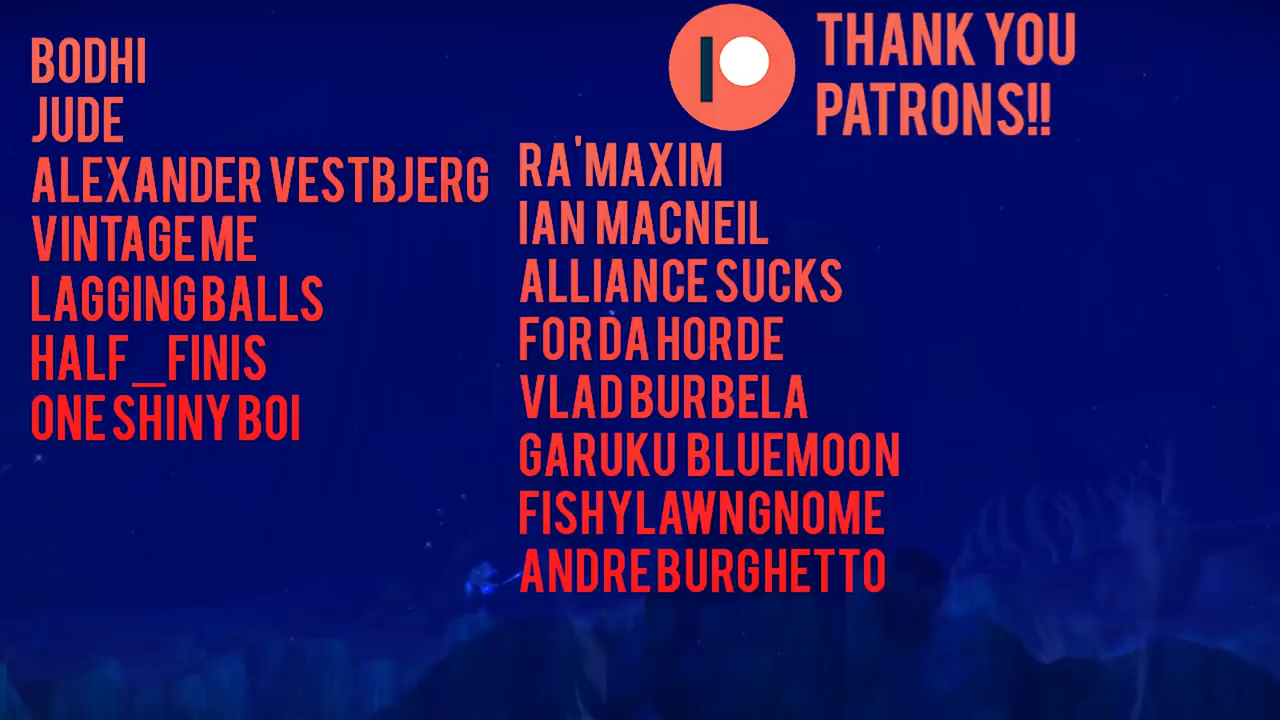 THANK YOU
PATRONS!!
BODHI
JUDE
ALEXANDER VESTBJERG
VINTAGE ME
LAGGING BALLS
HALF_FINIS
ONE SHINY BOI
RA'MAXIM
IAN MACNEIL
ALLIANCE SUCKS
FOR DA HORDE
VLAD BURBELA
GARUKU BLUEMOON
FISHYLAWNGNOME
ANDRE BURGHETTO